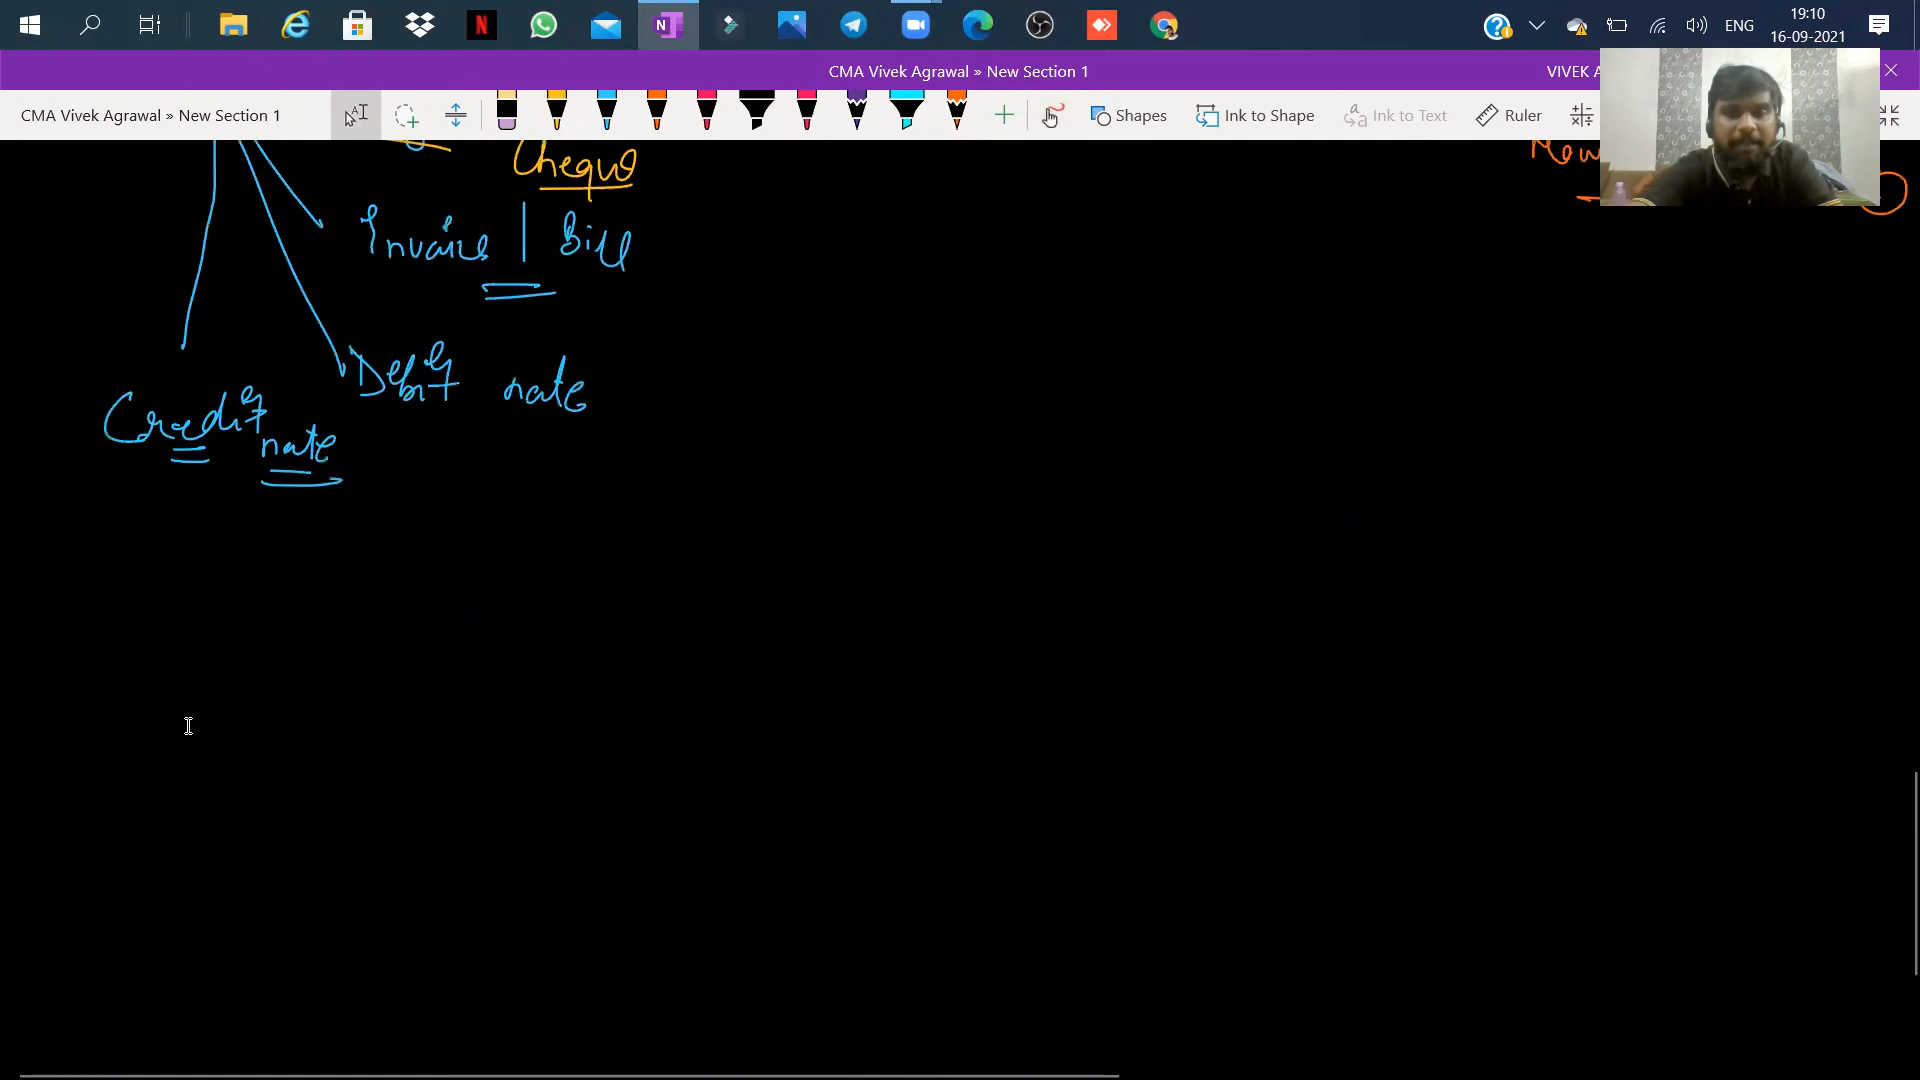 19:10
ENG
16-09-2021
CMA Vivek Agrawal » New Section 1
VIVEK A
CMA Vivek Agrawal » New Section 1
Shapes
Ink to Shape
Ink to Text
Ruler
Cheque
Invoice | Bill
Debit note
Credit note